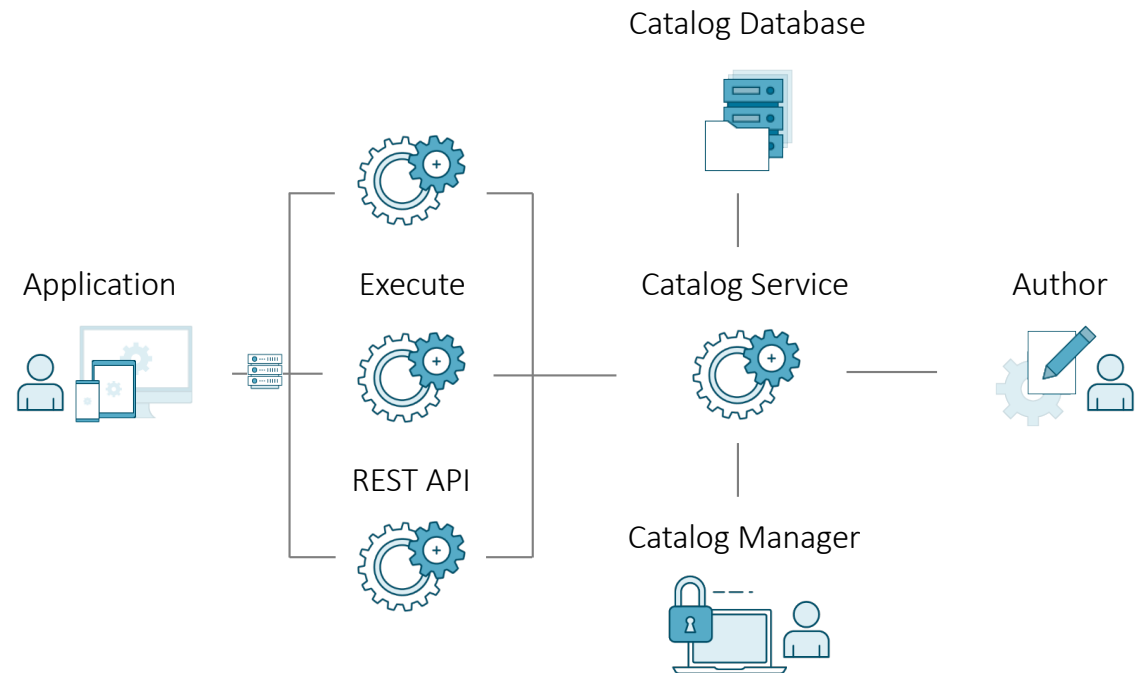 Catalog Database
Application
Execute
Catalog Service
Author
REST API
Catalog Manager